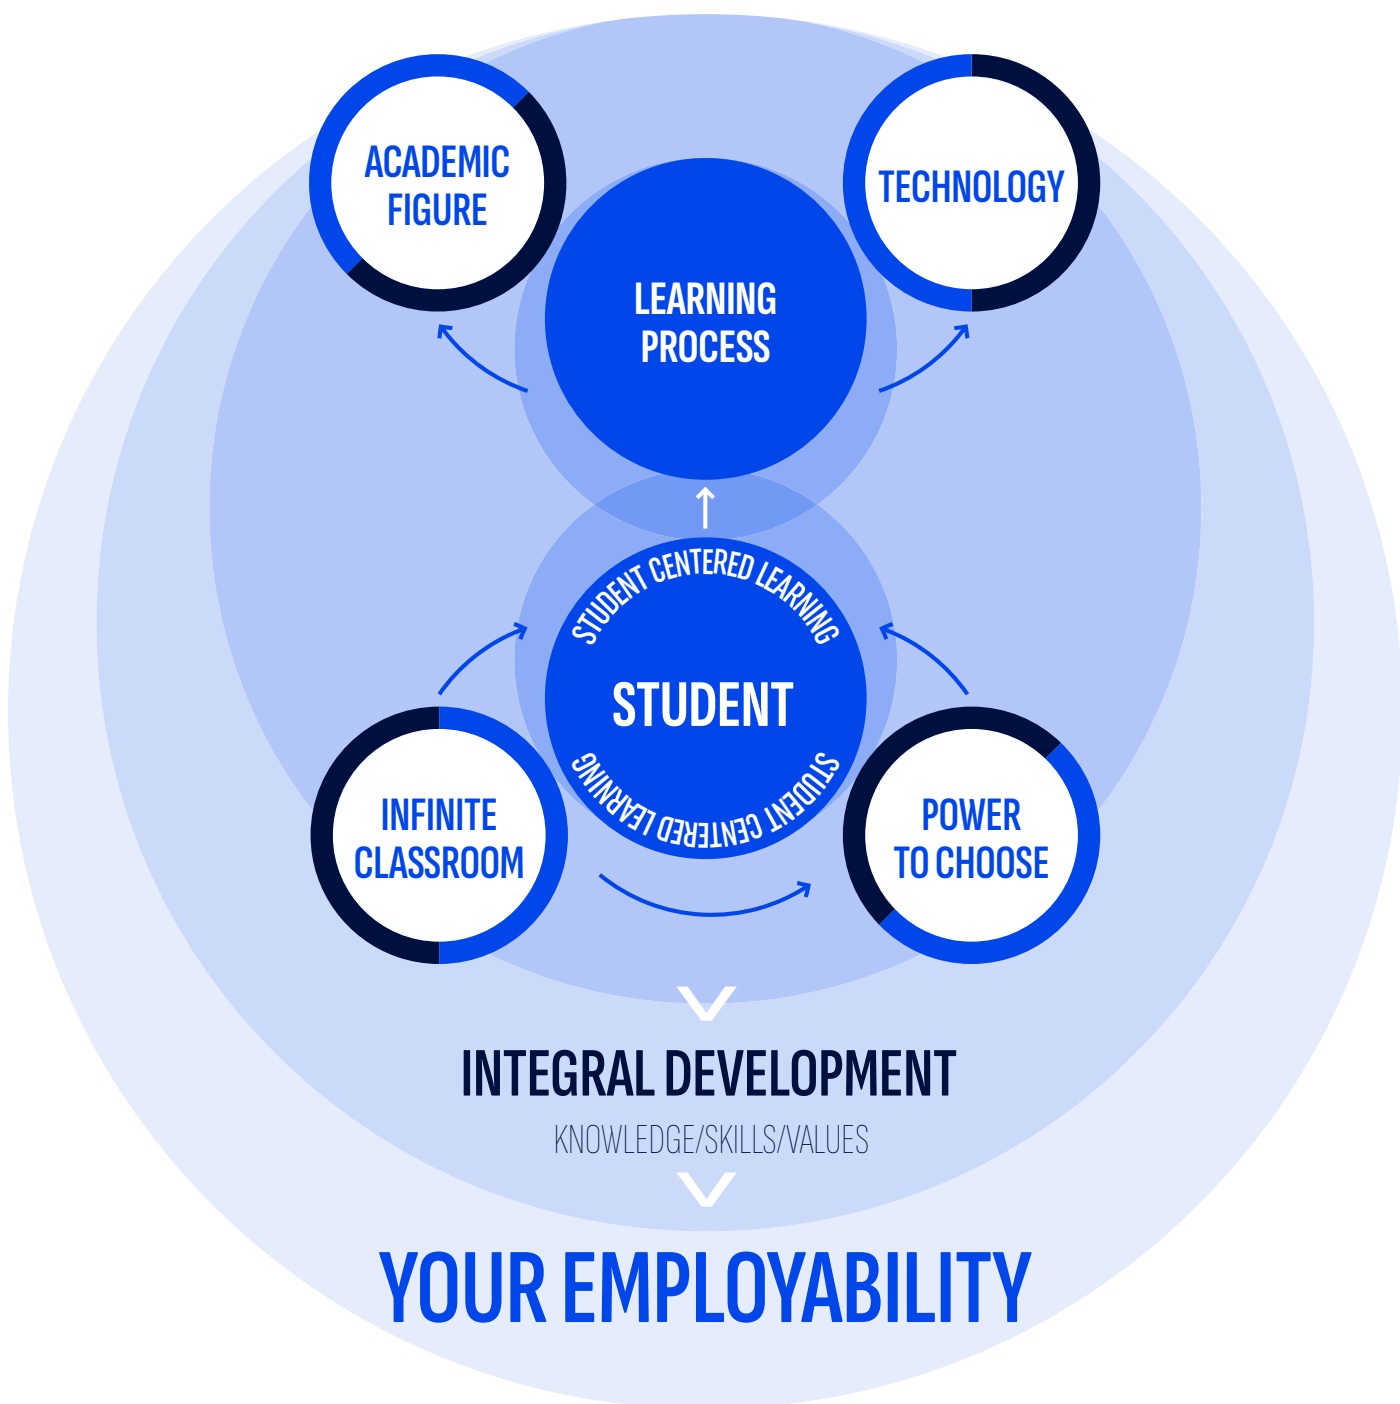 ACADEMIC
FIGURE
TECHNOLOGY
LEARNING
PROCESS
STUDENT CENTERED LEARNING
STUDENT
STUDENT CENTERED LEARNING
INFINITE
CLASSROOM
POWER
TO CHOOSE
INTEGRAL DEVELOPMENT
KNOWLEDGE/SKILLS/VALUES
YOUR EMPLOYABILITY